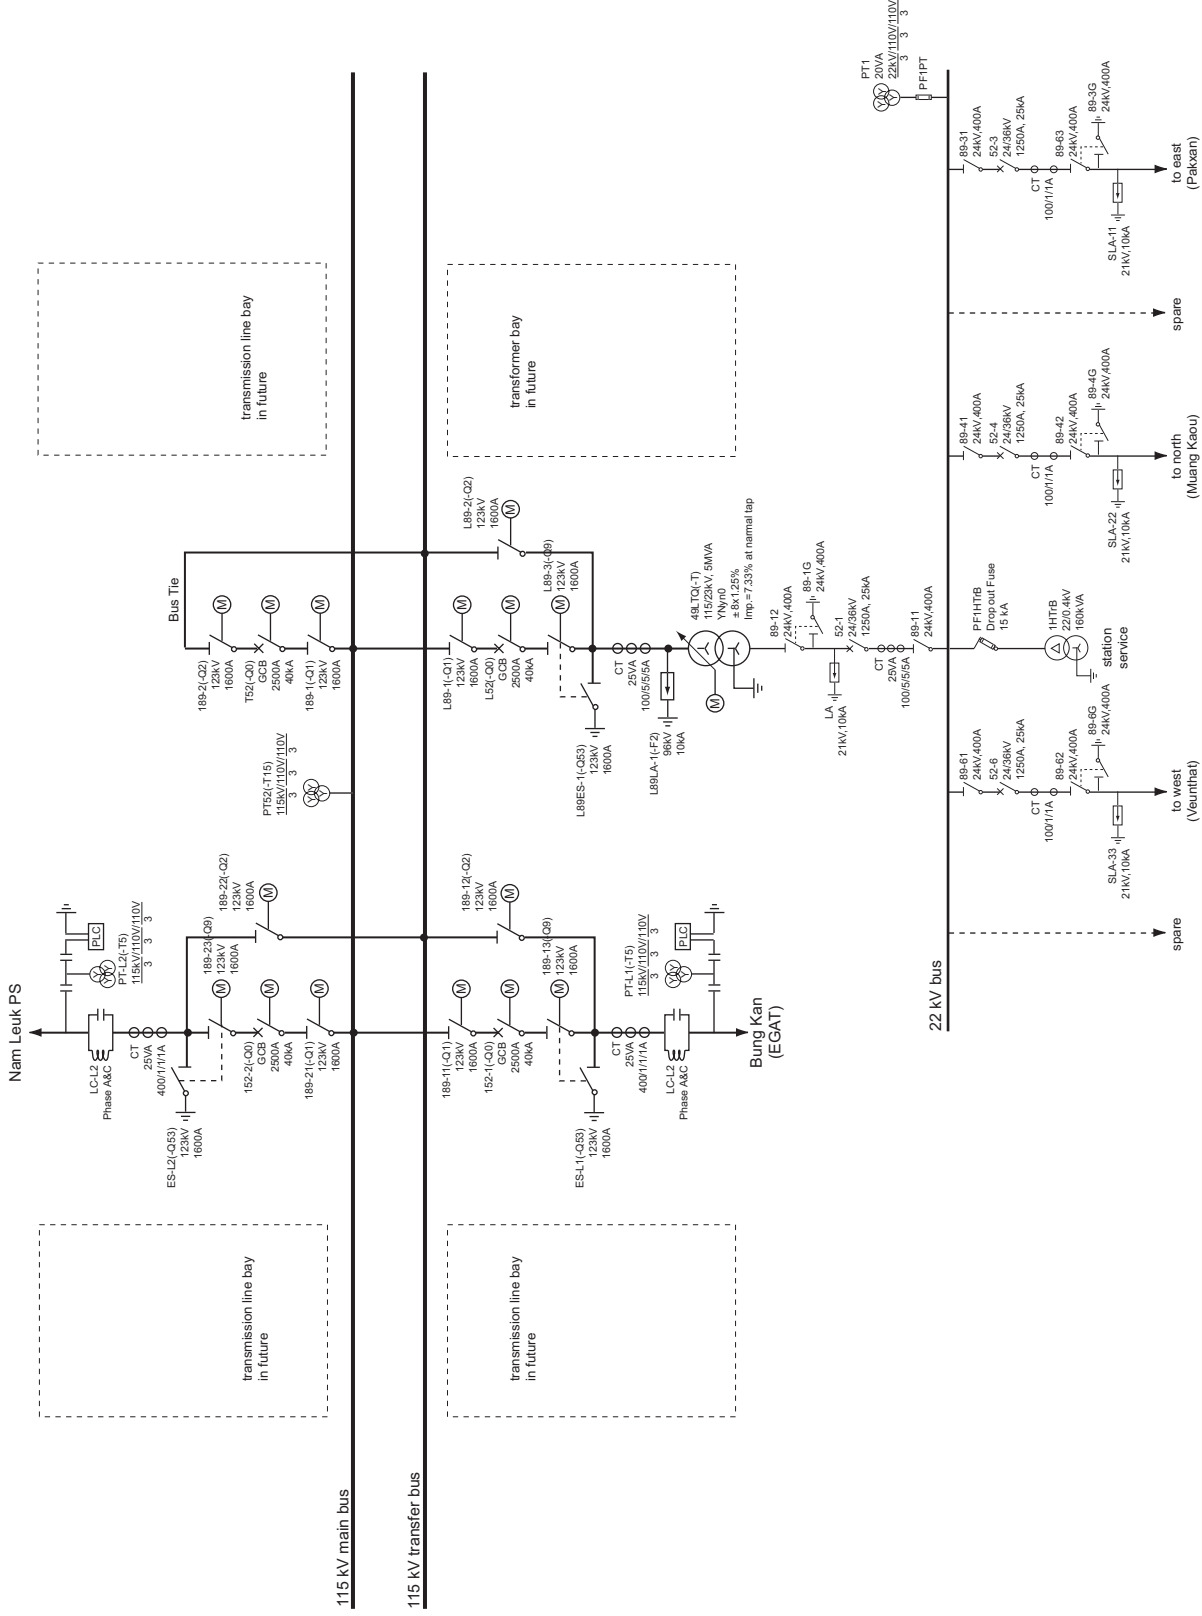 Nam Leuk PS
PLC
PT-L2(-T5)
115kV/110V/110V
3 3 3
LC-L2
Phase A&C
CT
25VA
400/1/1/1A
189-23(-Q9)
123kV
1600A
189-22(-Q2)
123kV
1600A
M
M
M
M
152-2(-Q0)
GCB
2500A
40kA
189-21(-Q1)
123kV
1600A
ES-L2(-Q53)
123kV
1600A
PT52(-T15)
115kV/110V/110V
3 3 3
Bus Tie
189-2(-Q2)
123kV
1600A
T52(-Q0)
GCB
2500A
40kA
189-1(-Q1)
123kV
1600A
M
M
M
transmission line bay
in future
transmission line bay
in future
115 kV main bus
115 kV transfer bus
transmission line bay
in future
transformer bay
in future
189-11(-Q1)
123kV
1600A
152-1(-Q0)
GCB
2500A
40kA
189-13(-Q9)
123kV
1600A
189-12(-Q2)
123kV
1600A
M
M
M
M
ES-L1(-Q53)
123kV
1600A
CT
25VA
400/1/1/1A
PT-L1(-T5)
115kV/110V/110V
3 3 3
PLC
LC-L2
Phase A&C
Bung Kan
(EGAT)
L89-1(-Q1)
123kV
1600A
L52(-Q0)
GCB
2500A
40kA
L89-3(-Q9)
123kV
1600A
L89-2(-Q2)
123kV
1600A
M
M
M
M
L89ES-1(-Q53)
123kV
1600A
CT
25VA
100/5/5/5A
L89LA-1(-F2)
96kV
10kA
M
49LTQ(-T)
115/23kV, 5MVA
YNyn0
±8x1.25%
Imp.=7.33% at narmal tap
89-12
24kV,400A
89-1G
24kV,400A
LA
21kV,10kA
52-1
24/36kV
1250A, 25kA
CT
25VA
100/5/5/5A
89-11
24kV,400A
PT1
20VA
22kV/110V/110V
3 3 3
PF1PT
22 kV bus
spare
89-61
24kV,400A
52-6
24/36kV
1250A, 25kA
CT
100/1/1A
89-62
24kV,400A
89-6G
24kV,400A
SLA-33
21kV,10kA
to west
(Veunthat)
PF1HTrB
Drop out Fuse
15 kA
1HTrB
22/0.4kV
160kVA
station
service
89-41
24kV,400A
52-4
24/36kV
1250A, 25kA
CT
100/1/1A
89-42
24kV,400A
89-4G
24kV,400A
SLA-22
21kV,10kA
to north
(Muang Kaou)
spare
89-31
24kV,400A
52-3
24/36kV
1250A, 25kA
CT
100/1/1A
89-63
24kV,400A
89-3G
24kV,400A
SLA-11
21kV,10kA
to east
(Pakxan)